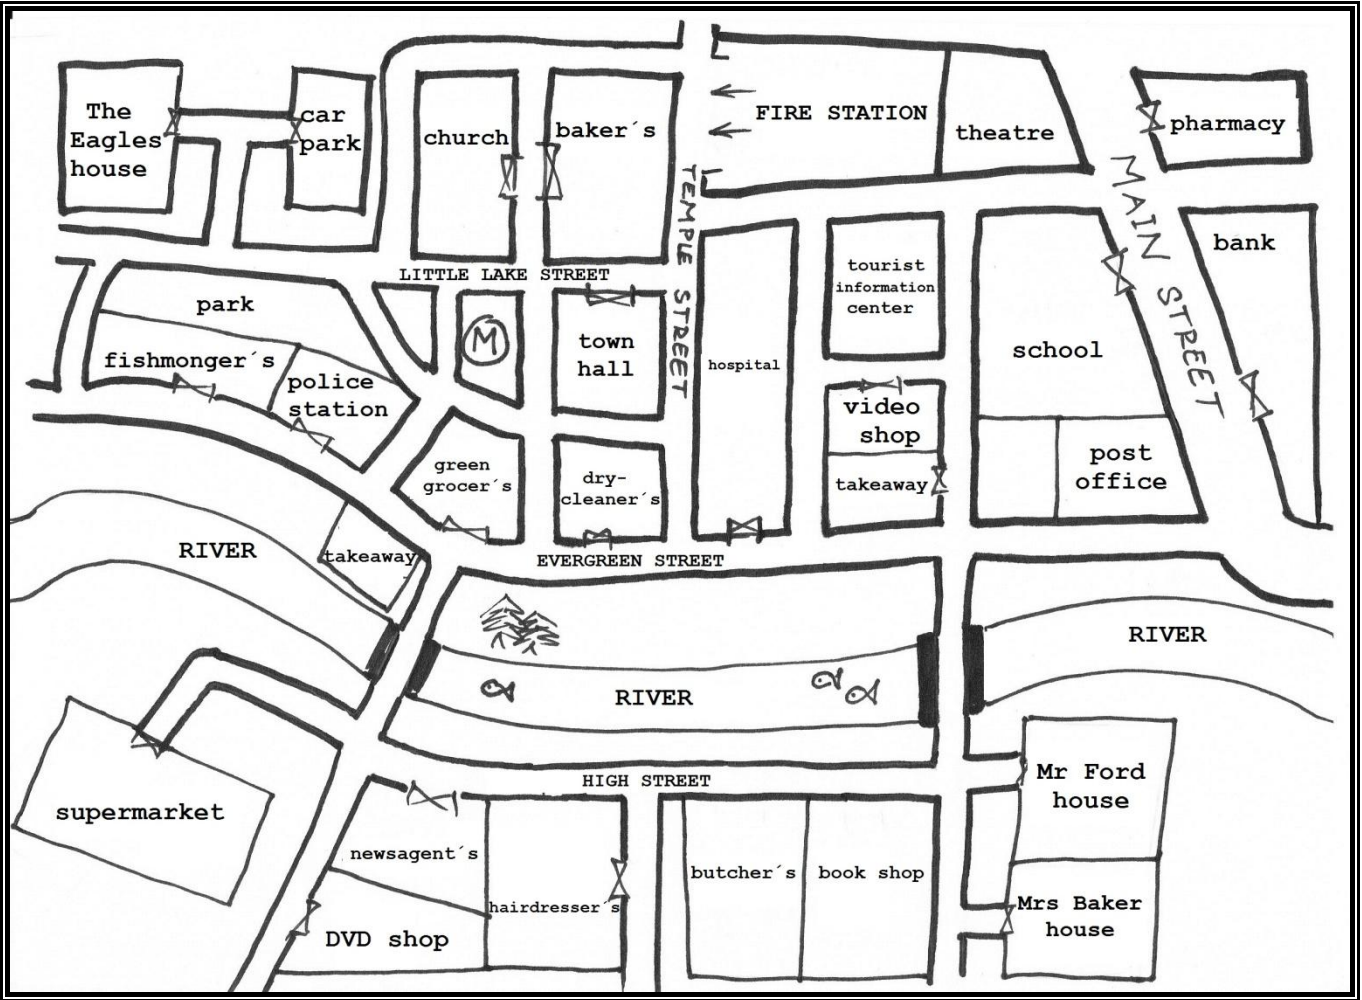 The
Eagles
house
car
park
church
baker´s
FIRE STATION
theatre
pharmacy
TEMPLE STREET
MAIN STREET
bank
LITTLE LAKE STREET
park
fishmonger´s
police
station
M
town
hall
hospital
tourist
information
center
video
shop
takeaway
school
post
office
green
grocer´s
dry-
cleaner´s
EVERGREEN STREET
RIVER
takeaway
RIVER
RIVER
HIGH STREET
supermarket
newsagent´s
hairdresser´s
DVD shop
butcher´s
book shop
Mr Ford
house
Mrs Baker
house